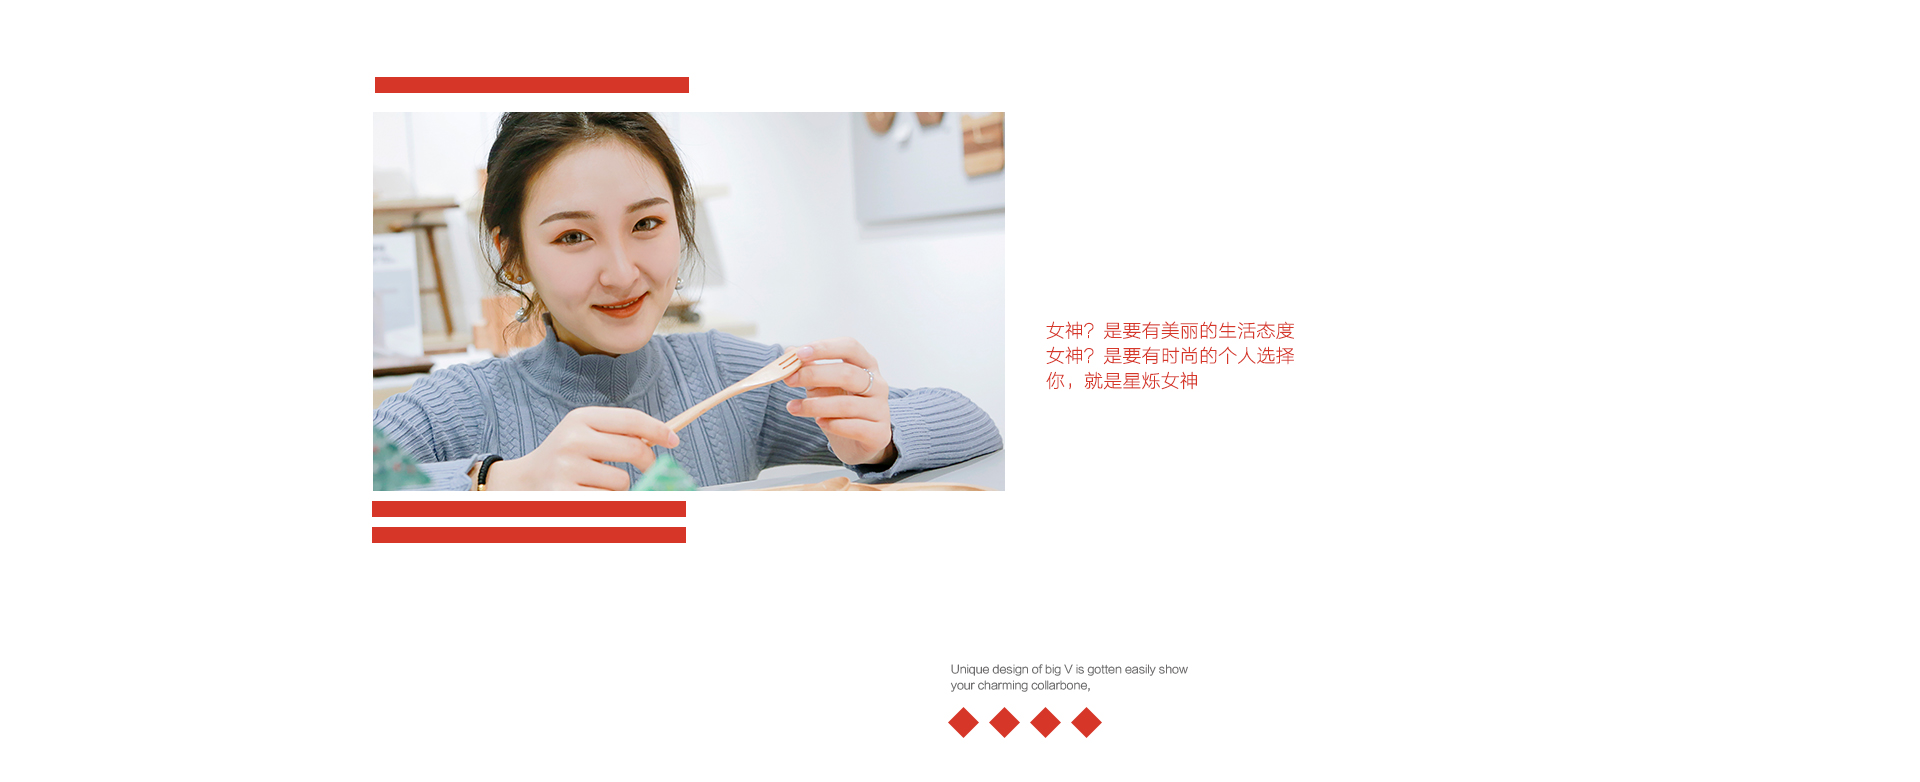 女神？是要有美丽的生活态度
女神？是要有时尚的个人选择
你，就是星烁女神
Unique design of big V is gotten easily show
your charming collarbone,